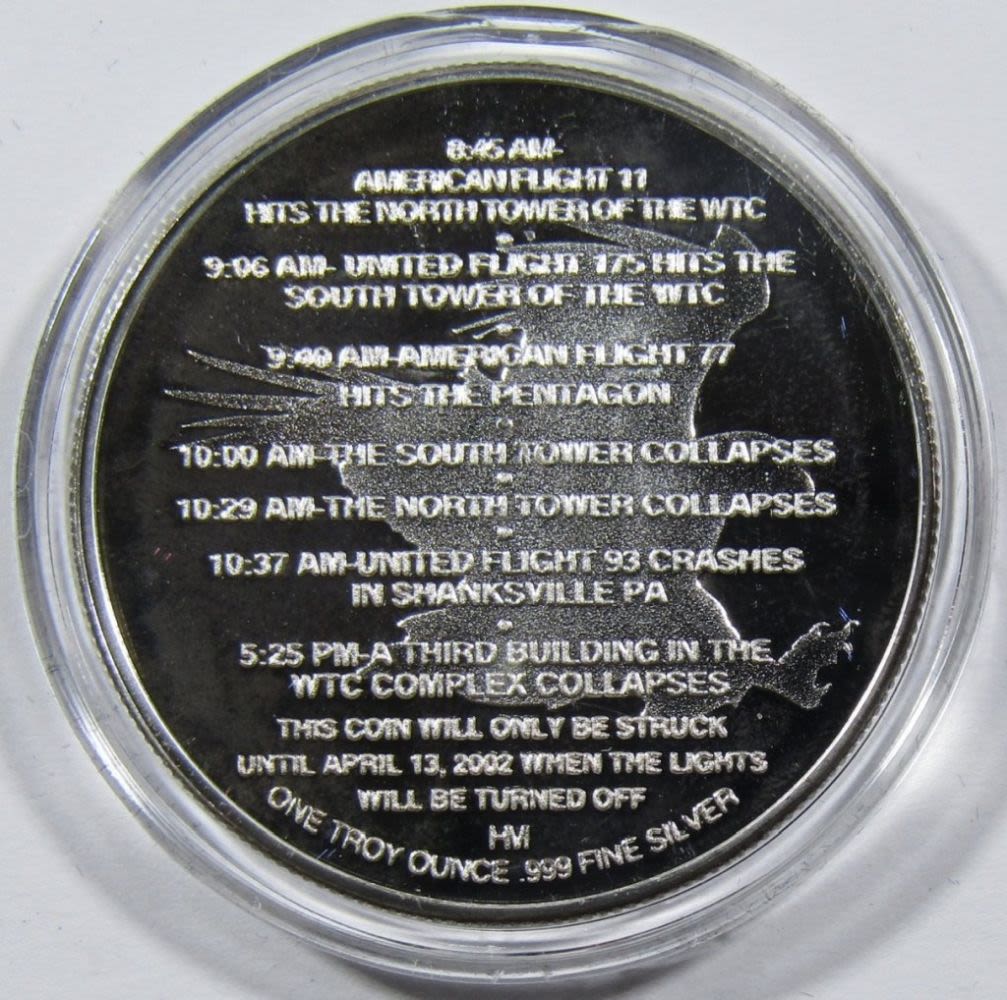 8:45 AM-
AMERICAN FLIGHT 11
HITS THE NORTH TOWER OF THE WTC
9:06 AM- UNITED FLIGHT 175 HITS THE
SOUTH TOWER OF THE WTC
9:40 AM-AMERICAN FLIGHT 77
HITS THE PENTAGON
10:00 AM-THE SOUTH TOWER COLLAPSES
10:29 AM-THE NORTH TOWER COLLAPSES
10:37 AM-UNITED FLIGHT 93 CRASHES
IN SHANKSVILLE PA
5:25 PM-A THIRD BUILDING IN THE
WTC COMPLEX COLLAPSES
THIS COIN WILL ONLY BE STRUCK
UNTIL APRIL 13, 2002 WHEN THE LIGHTS
WILL BE TURNED OFF
HM
ONE TROY OUNCE .999 FINE SILVER